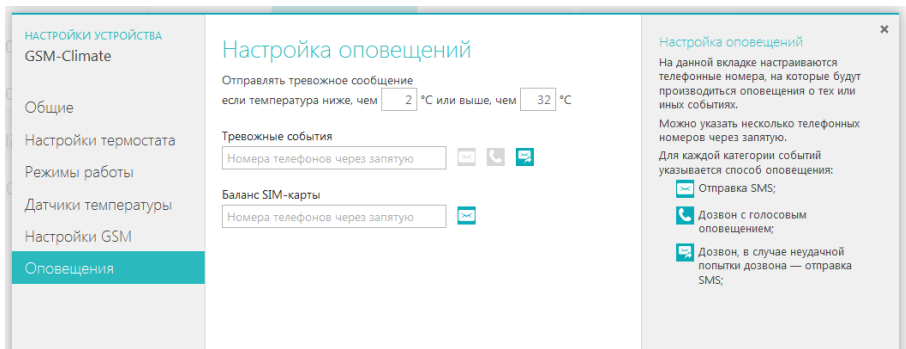 НАСТРОЙКИ УСТРОЙСТВА
GSM-Climate
Общие
Настройки термостата
Режимы работы
Датчики температуры
Настройки GSM
Оповещения
Настройка оповещений
Отправлять тревожное сообщение
если температура ниже, чем 2 °C или выше, чем 32 °C
Тревожные события
Номера телефонов через запятую
Баланс SIM-карты
Номера телефонов через запятую
Настройка оповещений
На данной вкладке настраиваются
телефонные номера, на которые будут
производиться оповещения о тех или
иных событиях.
Можно указать несколько телефонных
номеров через запятую.
Для каждой категории событий
указывается способ оповещения:
Отправка SMS;
Дозвон с голосовым
оповещением;
Дозвон, в случае неудачной
попытки дозвона — отправка
SMS;